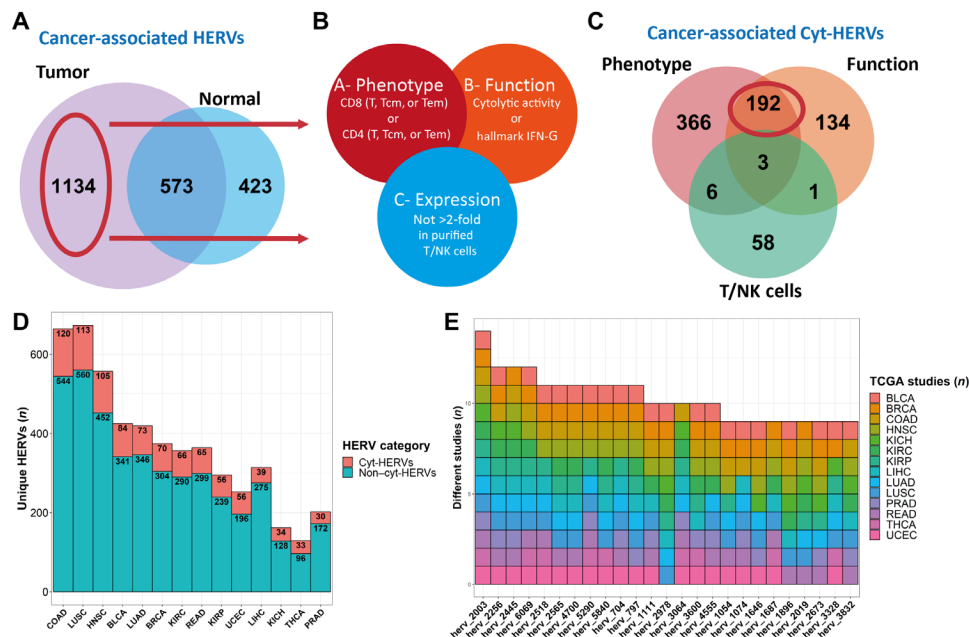 A
Cancer-associated HERVs
Tumor
Normal
1134
573
423
B
A- Phenotype
CD8 (T, Tcm, or Tem)
or
CD4 (T, Tcm, or Tem)
B- Function
Cytolytic activity
or
hallmark IFN-G
C- Expression
Not >2-fold
in purified
T/NK cells
C
Cancer-associated Cyt-HERVs
Phenotype
Function
366
192
134
3
6
1
58
T/NK cells
D
Unique HERVs (n)
600
400
200
0
120
544
113
560
105
452
84
341
73
346
70
304
66
290
65
299
56
239
56
196
39
275
34
128
33
96
30
172
COAD
LUSC
HNSC
BLCA
LUAD
BRCA
KIRC
READ
KIRP
UCEC
LIHC
KICH
THCA
PRAD
HERV category
Cyt-HERVs
Non–cyt-HERVs
E
Different studies (n)
10
5
0
herv_2003
herv_2256
herv_2445
herv_6069
herv_2518
herv_2565
herv_4700
herv_5290
herv_5840
herv_704
herv_797
herv_1111
herv_2978
herv_3064
herv_3600
herv_4555
herv_1054
herv_1074
herv_1646
herv_1687
herv_1896
herv_2019
herv_2673
herv_3328
herv_3832
TCGA studies (n)
BLCA
BRCA
COAD
HNSC
KICH
KIRC
KIRP
LIHC
LUAD
LUSC
PRAD
READ
THCA
UCEC